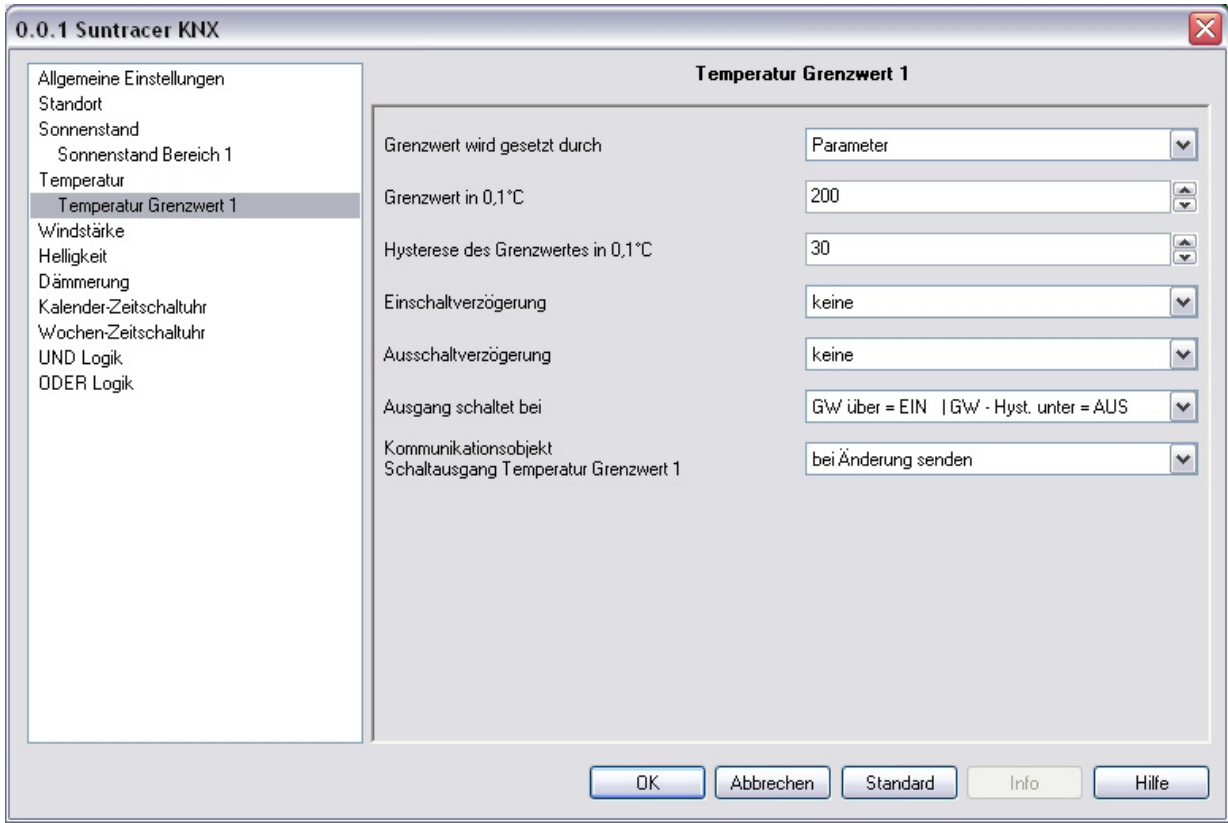 0.0.1 Suntracer KNX
Allgemeine Einstellungen
Standort
Sonnenstand
Sonnenstand Bereich 1
Temperatur
Temperatur Grenzwert 1
Windstärke
Helligkeit
Dämmerung
Kalender-Zeitschaltuhr
Wochen-Zeitschaltuhr
UND Logik
ODER Logik
Temperatur Grenzwert 1
Grenzwert wird gesetzt durch Parameter
Grenzwert in 0,1°C 200
Hysterese des Grenzwertes in 0,1°C 30
Einschaltverzögerung keine
Ausschaltverzögerung keine
Ausgang schaltet bei GW über = EIN | GW - Hyst. unter = AUS
Kommunikationsobjekt
Schaltausgang Temperatur Grenzwert 1 bei Änderung senden
OK Abbrechen Standard Info Hilfe